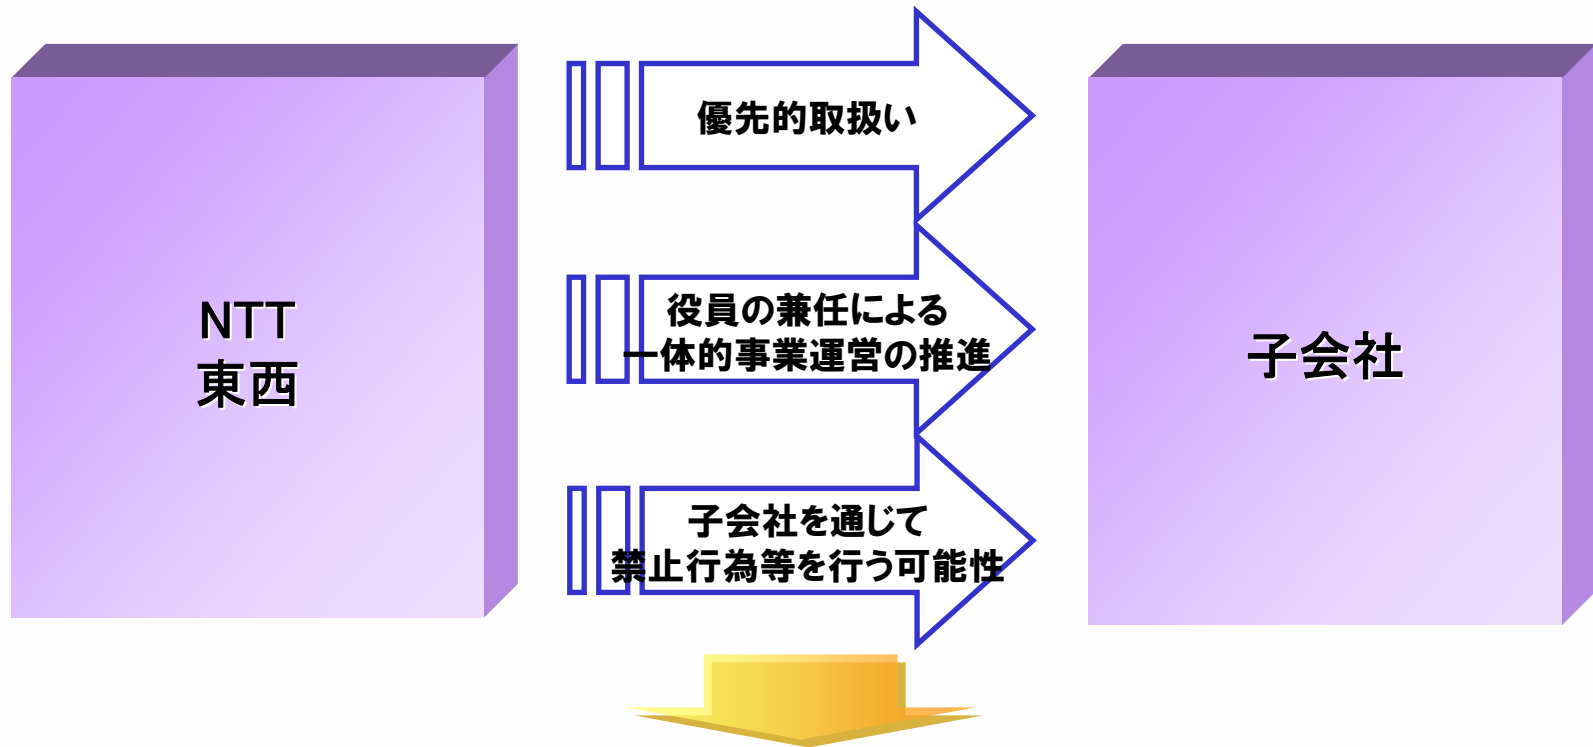 NTT
東西
優先的取扱い
役員の兼任による
一体的事業運営の推進
子会社を通じて
禁止行為等を行う可能性
子会社